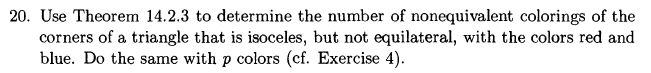 20. Use Theorem 14.2.3 to determine the number of nonequivalent colorings of the
corners of a triangle that is isoceles, but not equilateral, with the colors red and
blue. Do the same with p colors (cf. Exercise 4).